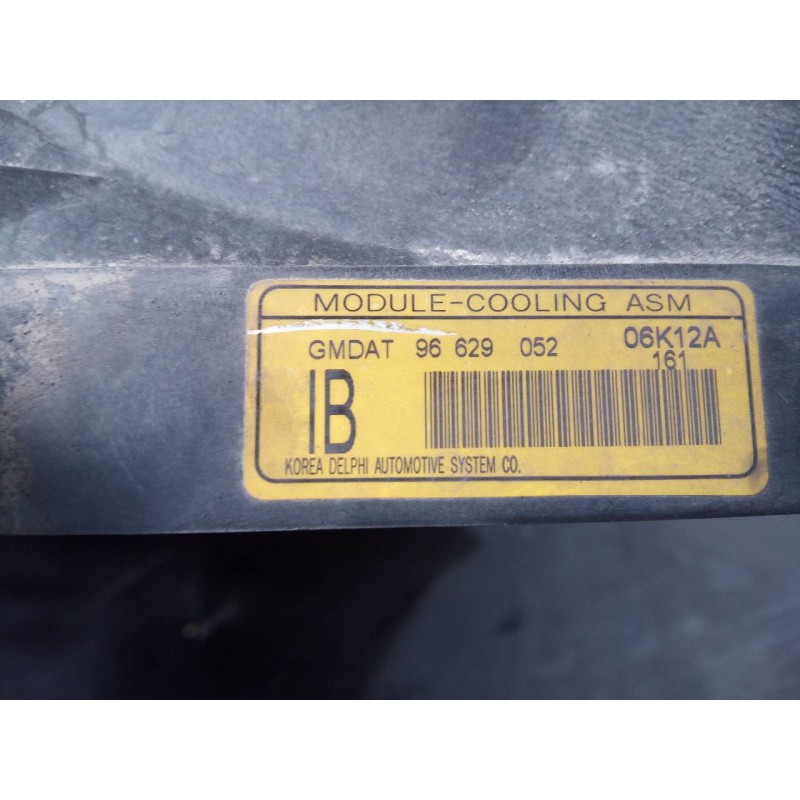 MODULE-COOLING ASM
GMDAT 96 629 052 06K12A
161
IB
KOREA DELPHI AUTOMOTIVE SYSTEM CO.